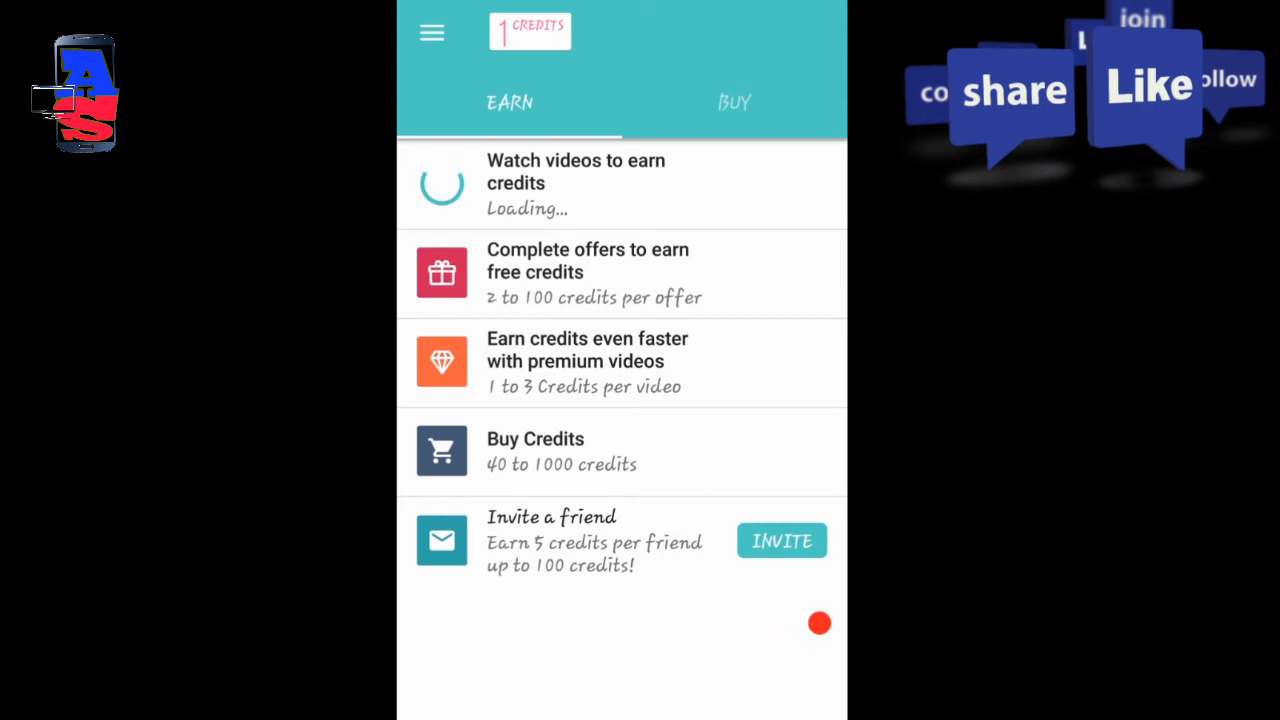 1 CREDITS
EARN
BUY
Watch videos to earn
credits
Loading...
Complete offers to earn
free credits
2 to 100 credits per offer
Earn credits even faster
with premium videos
1 to 3 Credits per video
Buy Credits
40 to 1000 credits
Invite a friend
Earn 5 credits per friend
up to 100 credits!
INVITE
A
S
join
L
co
share
Like
ollow